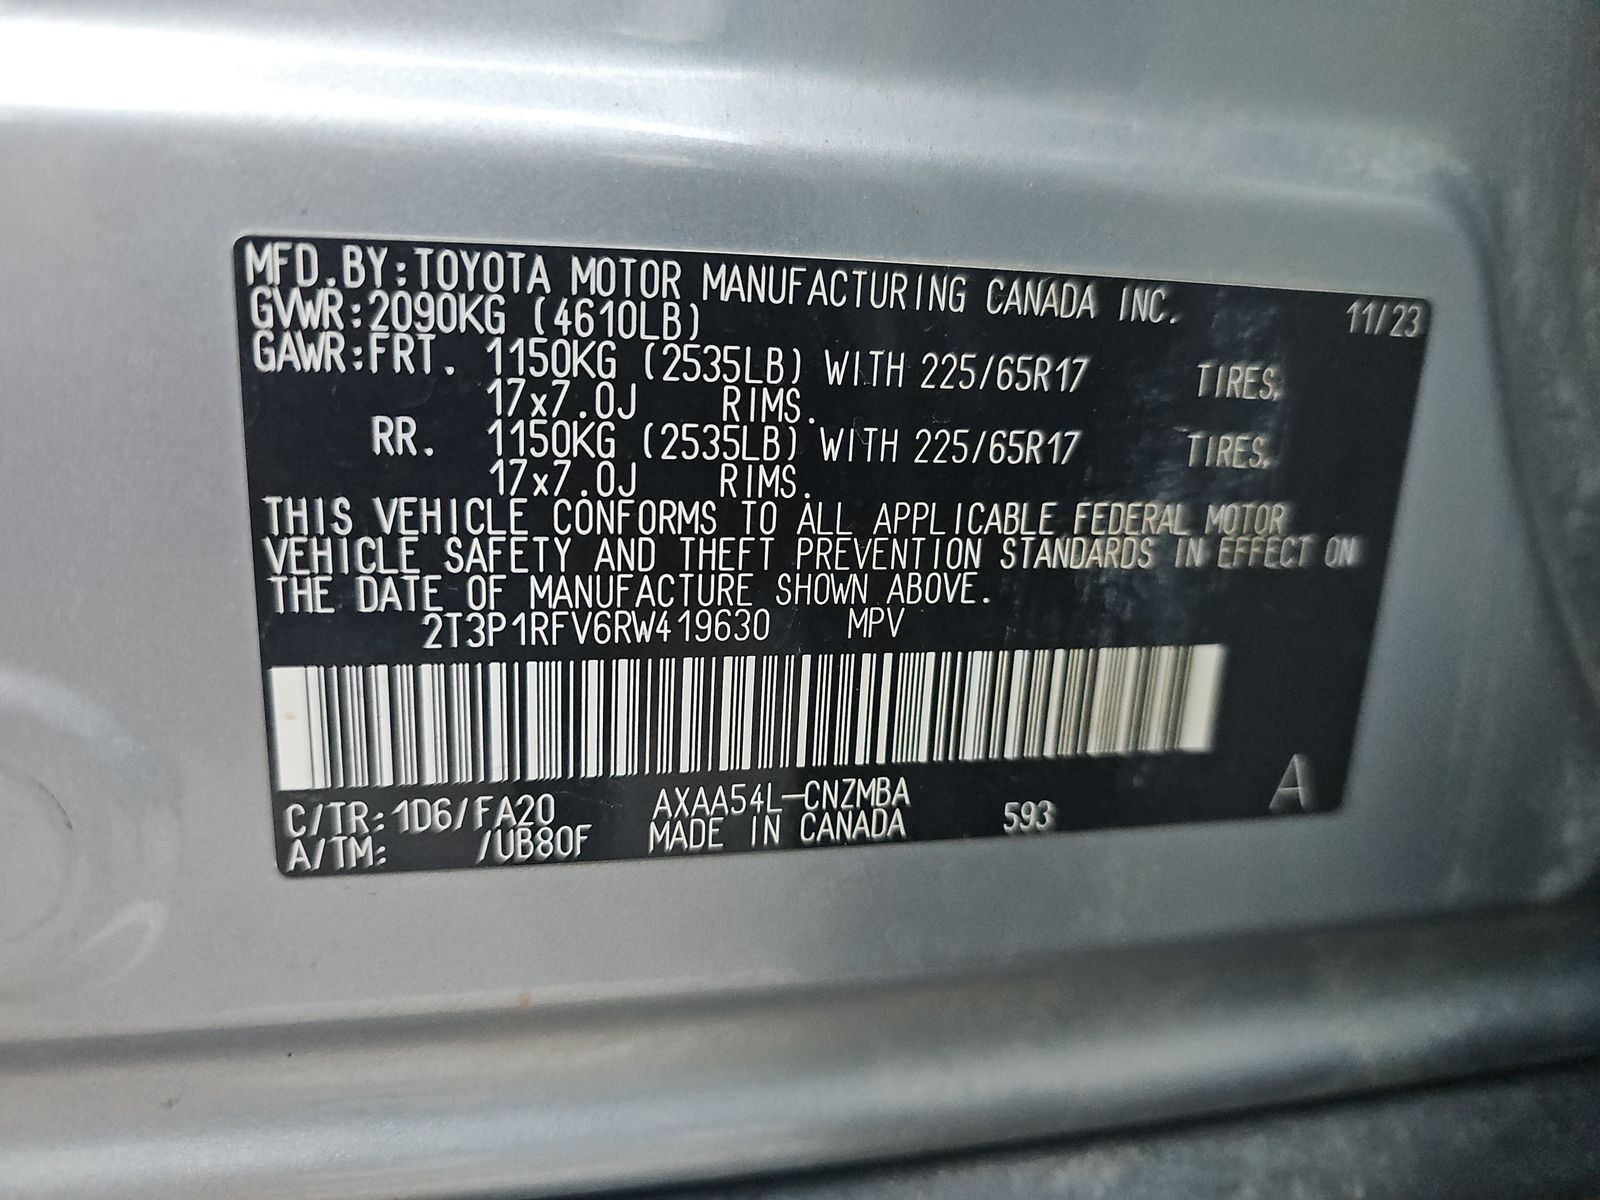 MFD.BY:TOYOTA MOTOR MANUFACTURING CANADA INC. 11/23
GVWR:2090KG (4610LB)
GAWR:FRT. 1150KG (2535LB) WITH 225/65R17 TIRES,
17x7.0J RIMS.
RR. 1150KG (2535LB) WITH 225/65R17 TIRES,
17x7.0J RIMS.
THIS VEHICLE CONFORMS TO ALL APPLICABLE FEDERAL MOTOR
VEHICLE SAFETY AND THEFT PREVENTION STANDARDS IN EFFECT ON
THE DATE OF MANUFACTURE SHOWN ABOVE.
2T3P1RFV6RW419630 MPV
C/TR:1D6/FA20 AXAA54L-CNZMBA 593 A
A/TM: /UB80F MADE IN CANADA